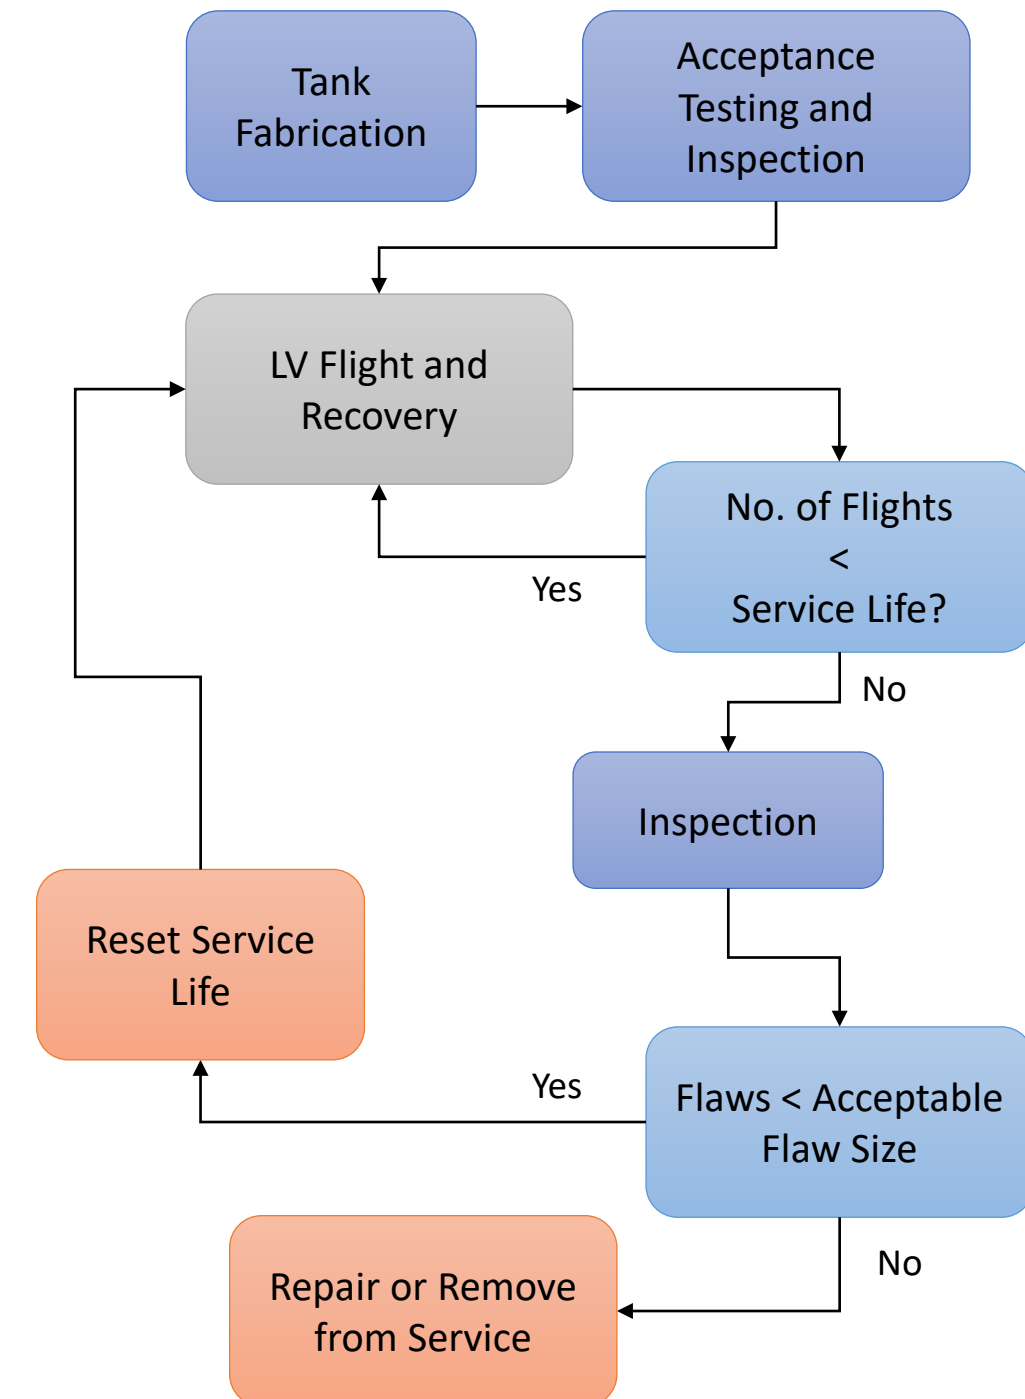 Tank
Fabrication
Acceptance
Testing and
Inspection
LV Flight and
Recovery
No. of Flights
<
Service Life?
Yes
No
Inspection
Reset Service
Life
Yes
Flaws < Acceptable
Flaw Size
No
Repair or Remove
from Service